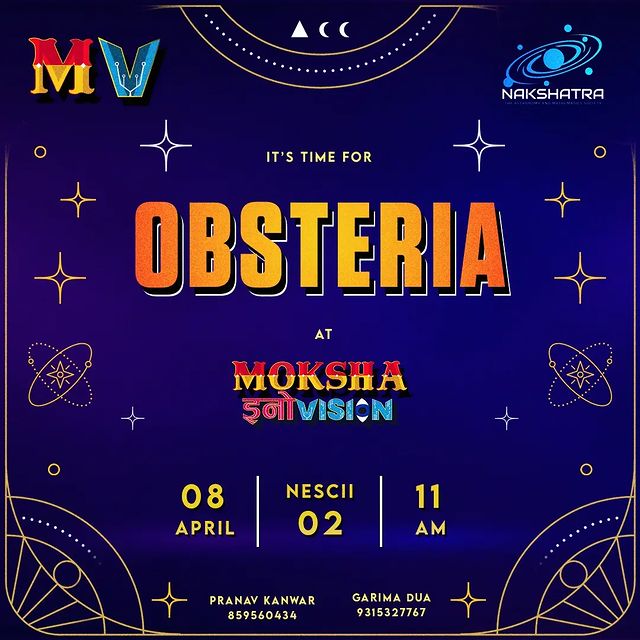 MV
ACC
NAKSHATRA
IT'S TIME FOR
OBSTERIA
AT
MOKSHA
इनोVISION
08
APRIL
NESCII
02
11
AM
PRANAV KANWAR
859560434
GARIMA DUA
9315327767